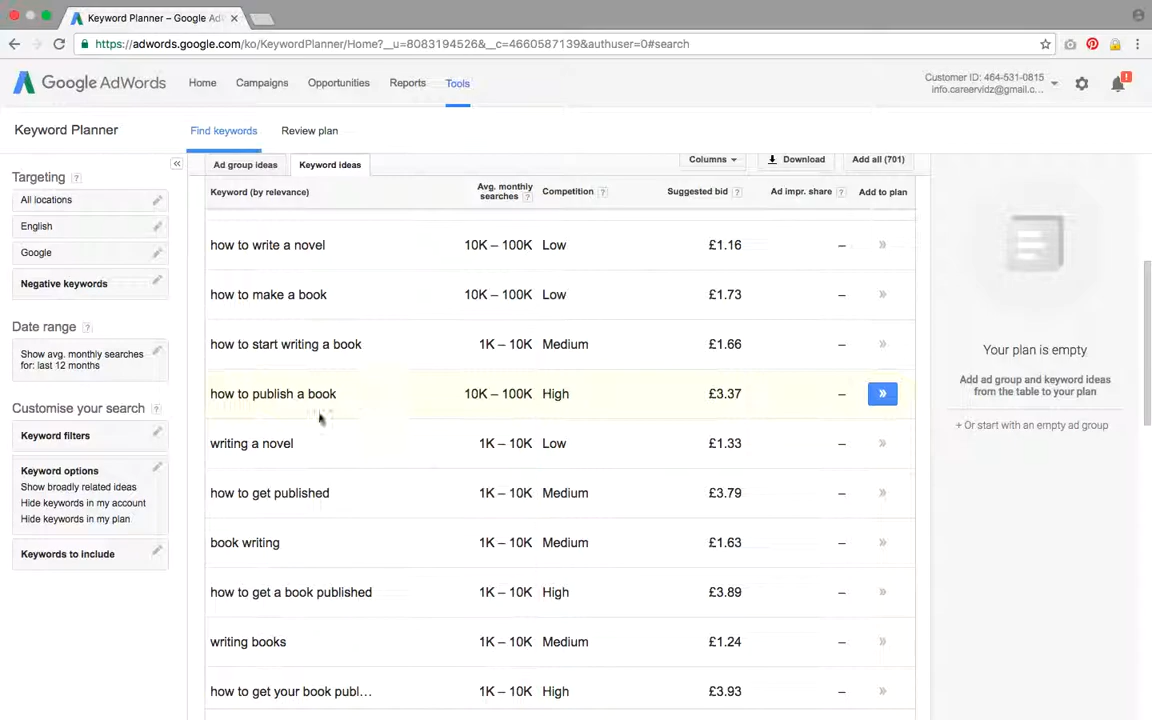 Keyword Planner – Google Ad
https://adwords.google.com/ko/KeywordPlanner/Home?__u=8083194526&__c=4660587139&authuser=0#search
Google AdWords
Home
Campaigns
Opportunities
Reports
Tools
Customer ID: 464-531-0815
info.careervidz@gmail.c...
!
Keyword Planner
Find keywords
Review plan
Targeting ?
All locations
English
Google
Negative keywords
Date range ?
Show avg. monthly searches
for: last 12 months
Customise your search ?
Keyword filters
Keyword options
Show broadly related ideas
Hide keywords in my account
Hide keywords in my plan
Keywords to include
Ad group ideas
Keyword ideas
Columns
Download
Add all (701)
Keyword (by relevance)
Avg. monthly
searches ?
Competition ?
Suggested bid ?
Ad impr. share ?
Add to plan
how to write a novel 10K – 100K Low £1.16 – »
how to make a book 10K – 100K Low £1.73 – »
how to start writing a book 1K – 10K Medium £1.66 – »
how to publish a book 10K – 100K High £3.37 – »
writing a novel 1K – 10K Low £1.33 – »
how to get published 1K – 10K Medium £3.79 – »
book writing 1K – 10K Medium £1.63 – »
how to get a book published 1K – 10K High £3.89 – »
writing books 1K – 10K Medium £1.24 – »
how to get your book publ... 1K – 10K High £3.93 – »
Your plan is empty
Add ad group and keyword ideas
from the table to your plan
+ Or start with an empty ad group